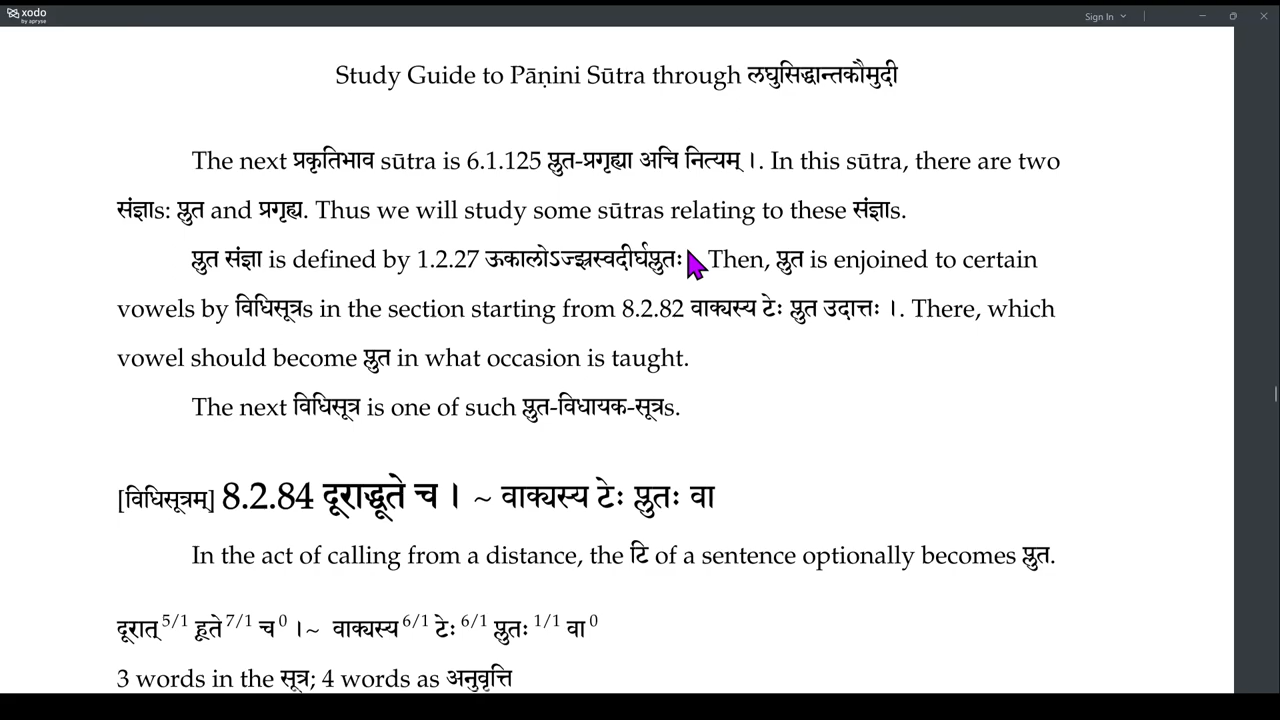 xodo
by apryse
Sign In
Study Guide to Pāṇini Sūtra through लघुसिद्धान्तकौमुदी
The next प्रकृतिभाव sūtra is 6.1.125 प्लुत-प्रगृह्या अचि नित्यम् ।. In this sūtra, there are two
संज्ञाs: प्लुत and प्रगृह्य. Thus we will study some sūtras relating to these संज्ञाs.
प्लुत संज्ञा is defined by 1.2.27 ऊकालोऽज्झ्रस्वदीर्घप्लुतः Then, प्लुत is enjoined to certain
vowels by विधिसूत्रs in the section starting from 8.2.82 वाक्यस्य टेः प्लुत उदात्तः ।. There, which
vowel should become प्लुत in what occasion is taught.
The next विधिसूत्र is one of such प्लुत-विधायक-सूत्रs.
[विधिसूत्रम्] 8.2.84 दूराद्धूते च । ~ वाक्यस्य टेः प्लुतः वा
In the act of calling from a distance, the टि of a sentence optionally becomes प्लुत.
दूरात् 5/1 हूते 7/1 च 0 ।~ वाक्यस्य 6/1 टेः 6/1 प्लुतः 1/1 वा 0
3 words in the सूत्र; 4 words as अनुवृत्ति